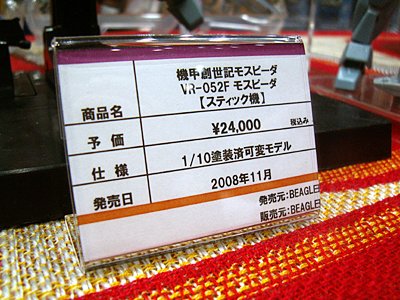 機甲創世記モスピーダ
商品名 VR-052F モスピーダ
【スティック機】
予価 ¥24,000 税込み
仕様 1/10塗装済可変モデル
発売日 2008年11月
発売元:BEAGLE
販売元:BEAGLE